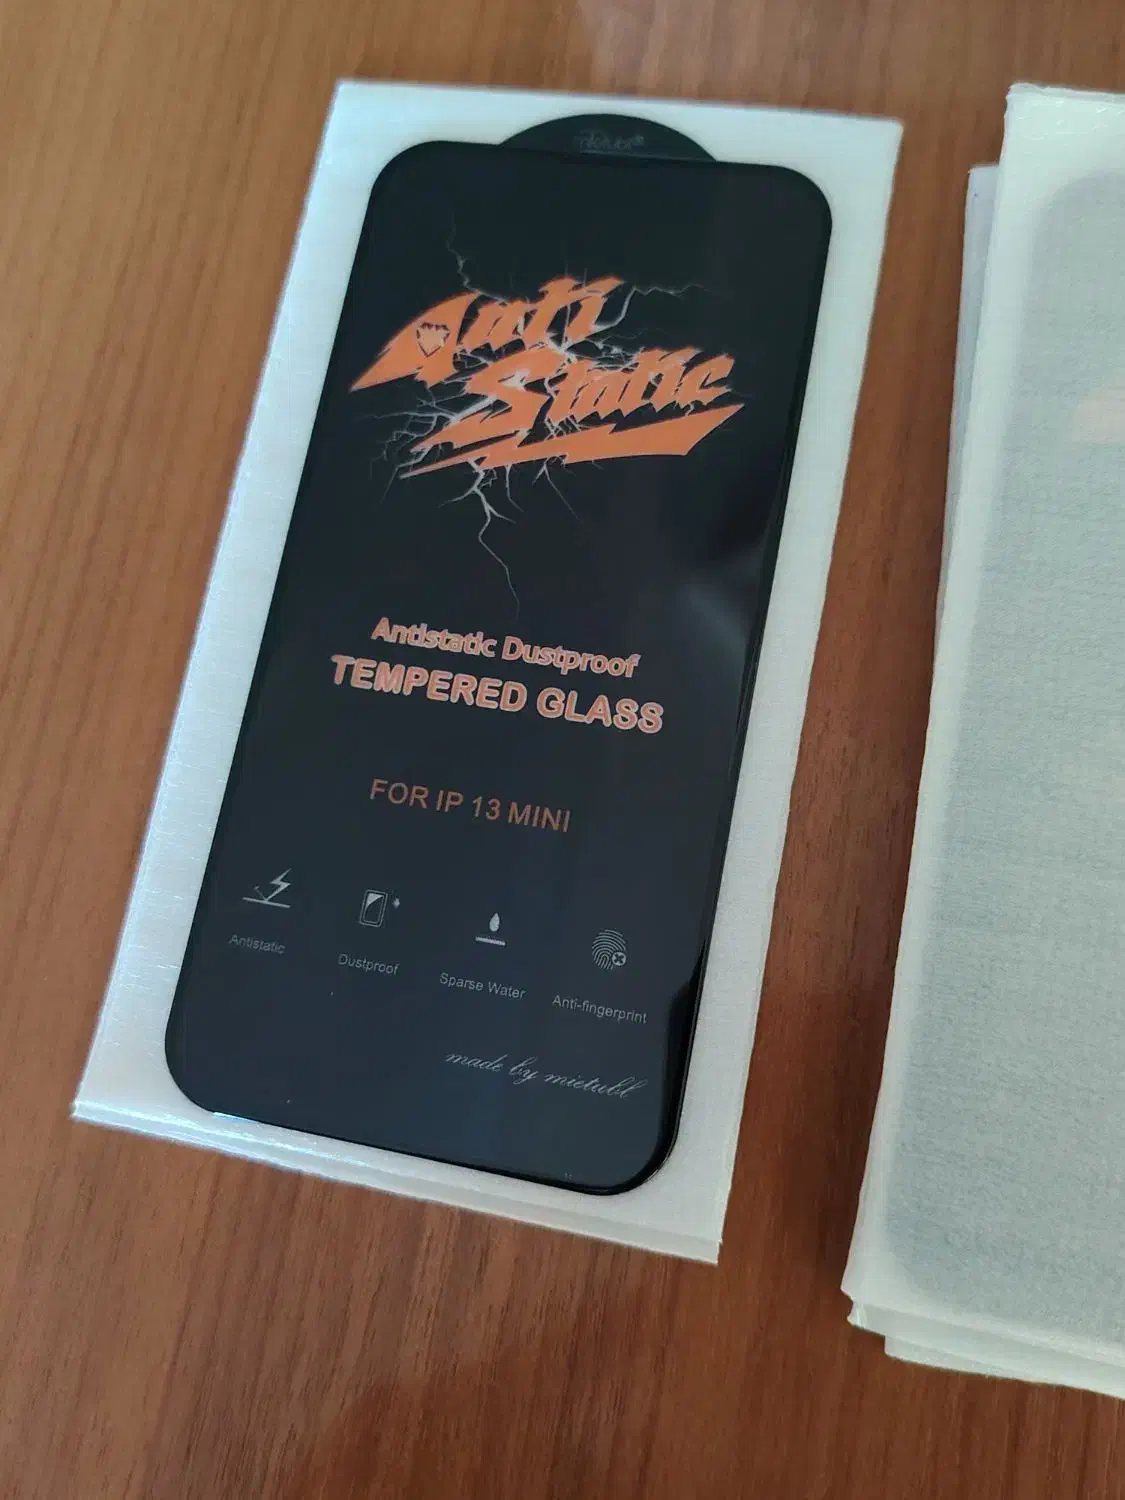 Anti
Static
Antistatic Dustproof
TEMPERED GLASS
FOR IP 13 MINI
Antistatic
Dustproof
Sparse Water
Anti-fingerprint
made by mietubl